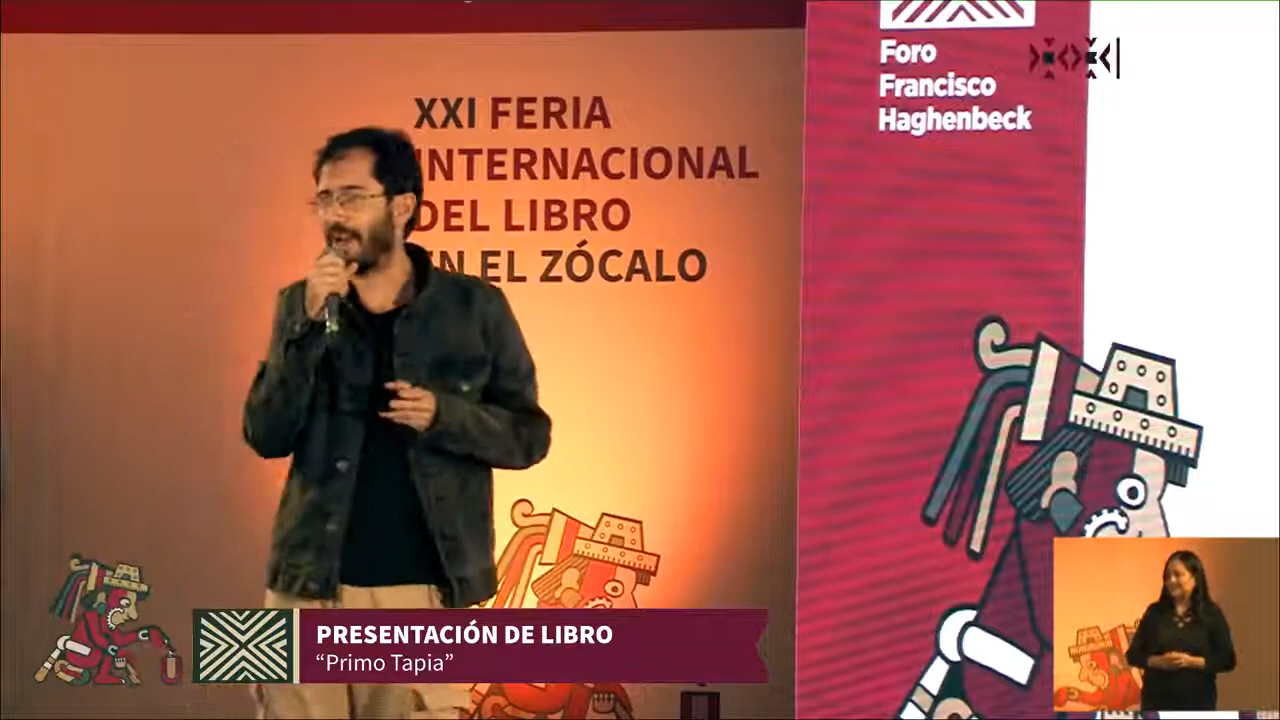 XXI FERIA
INTERNACIONAL
DEL LIBRO
EN EL ZÓCALO
Foro
Francisco
Haghenbeck
PRESENTACIÓN DE LIBRO
“Primo Tapia”